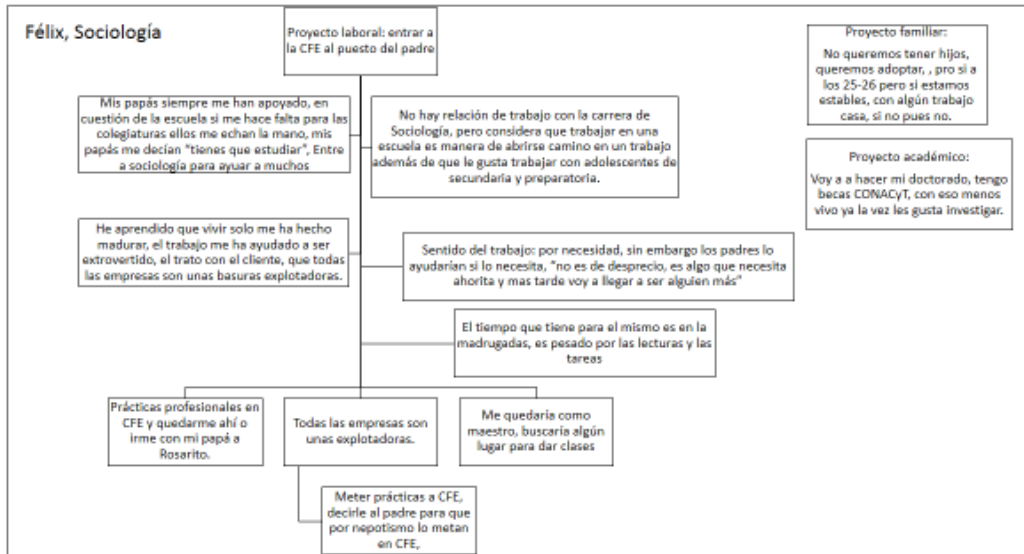 Félix, Sociología
Proyecto laboral: entrar a
la CFE al puesto del padre
Proyecto familiar:
No queremos tener hijos,
queremos adoptar, , pro si a
los 25-26 pero si estamos
estables, con algún trabajo
casa, si no pues no.
Mis papás siempre me han apoyado, en
cuestión de la escuela si me hace falta para las
colegiaturas ellos me echan la mano, mis
papás me decían "tienes que estudiar", Entre
a sociología para ayuar a muchos
No hay relación de trabajo con la carrera de
Sociología, pero considera que trabajar en una
escuela es manera de abrirse camino en un trabajo
además de que le gusta trabajar con adolescentes de
secundaria y preparatoria.
Proyecto académico:
Voy a a hacer mi doctorado, tengo
becas CONACyT, con eso menos
vivo ya la vez les gusta investigar.
He aprendido que vivir solo me ha hecho
madurar, el trabajo me ha ayudado a ser
extrovertido, el trato con el cliente, que todas
las empresas son unas basuras explotadoras.
Sentido del trabajo: por necesidad, sin embargo los padres lo
ayudarían si lo necesita, "no es de desprecio, es algo que necesita
ahorita y mas tarde voy a llegar a ser alguien más"
El tiempo que tiene para el mismo es en la
madrugadas, es pesado por las lecturas y las
tareas
Prácticas profesionales en
CFE y quedarme ahí o
irme con mi papá a
Rosarito.
Todas las empresas son
unas explotadoras.
Me quedaría como
maestro, buscaría algún
lugar para dar clases
Meter prácticas a CFE,
decirle al padre para que
por nepotismo lo metan
en CFE,